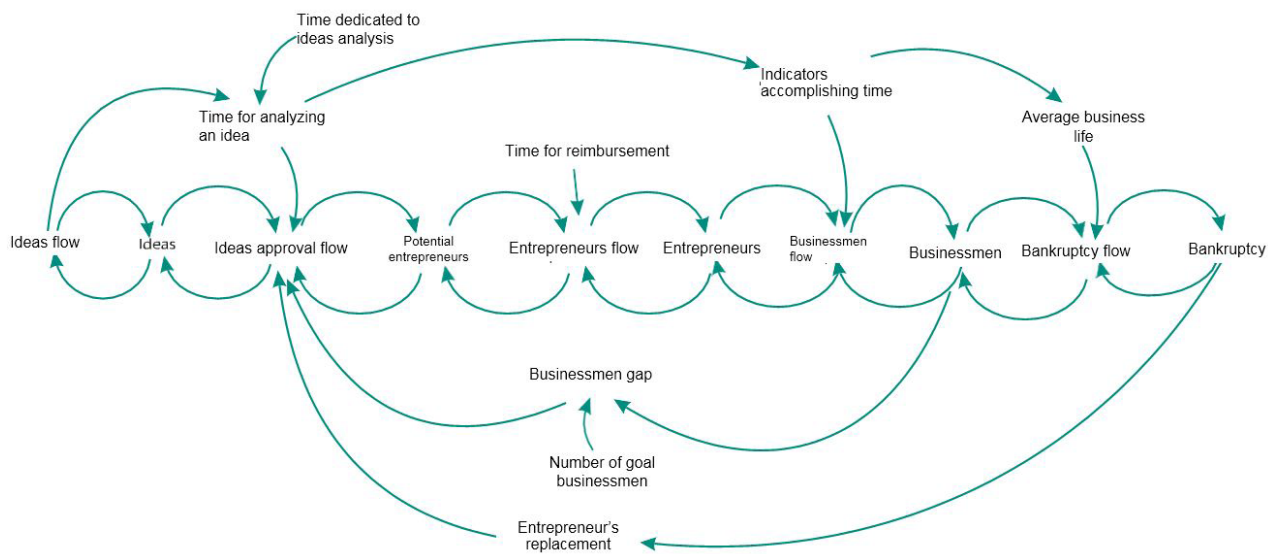 Time dedicated to
ideas analysis
Indicators
accomplishing time
Time for analyzing
an idea
Average business
life
Time for reimbursement
Ideas flow
Ideas
Ideas approval flow
Potential
entrepreneurs
Entrepreneurs flow
Entrepreneurs
Businessmen
flow
Businessmen
Bankruptcy flow
Bankruptcy
Businessmen gap
Number of goal
businessmen
Entrepreneur's
replacement